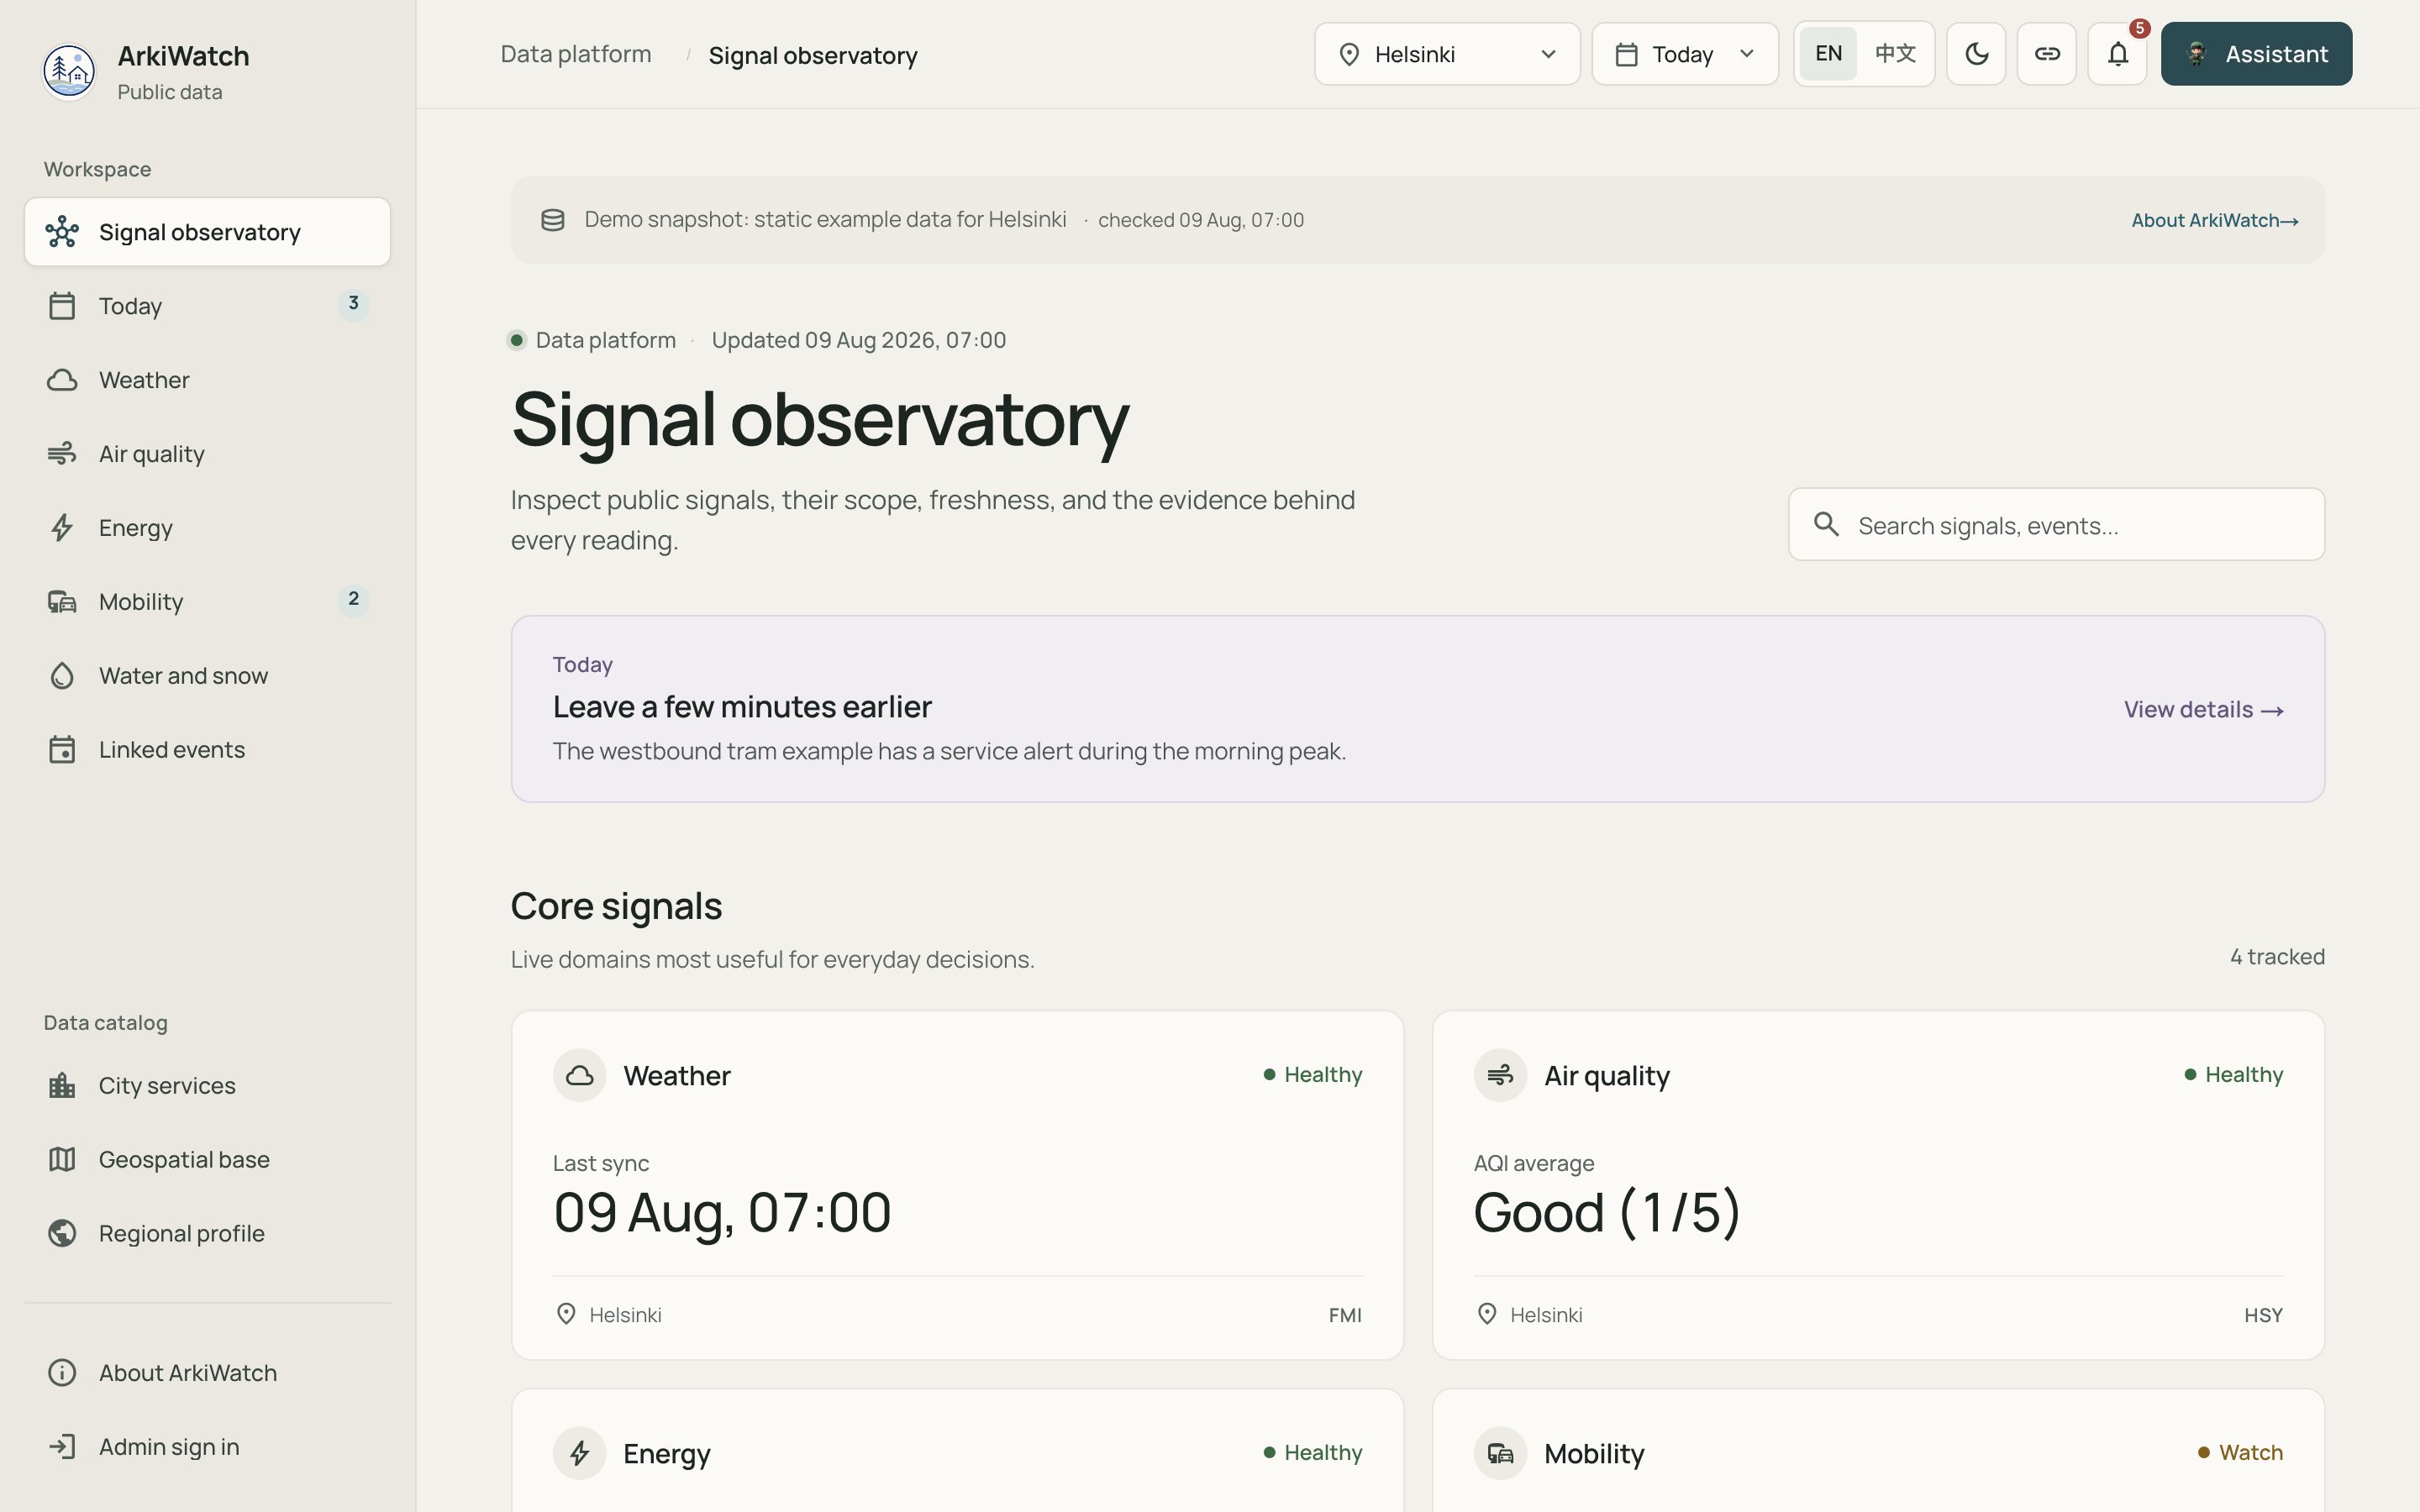 ArkiWatch
Public data
Workspace
Signal observatory
Today 3
Weather
Air quality
Energy
Mobility 2
Water and snow
Linked events
Data catalog
City services
Geospatial base
Regional profile
About ArkiWatch
Admin sign in
Data platform / Signal observatory
Helsinki
Today
EN 中文
5
Assistant
Demo snapshot: static example data for Helsinki · checked 09 Aug, 07:00
About ArkiWatch→
Data platform · Updated 09 Aug 2026, 07:00
Signal observatory
Inspect public signals, their scope, freshness, and the evidence behind
every reading.
Search signals, events...
Today
Leave a few minutes earlier
The westbound tram example has a service alert during the morning peak.
View details →
Core signals
Live domains most useful for everyday decisions.
4 tracked
Weather
Healthy
Last sync
09 Aug, 07:00
Helsinki
FMI
Air quality
Healthy
AQI average
Good (1/5)
Helsinki
HSY
Energy
Healthy
Mobility
Watch